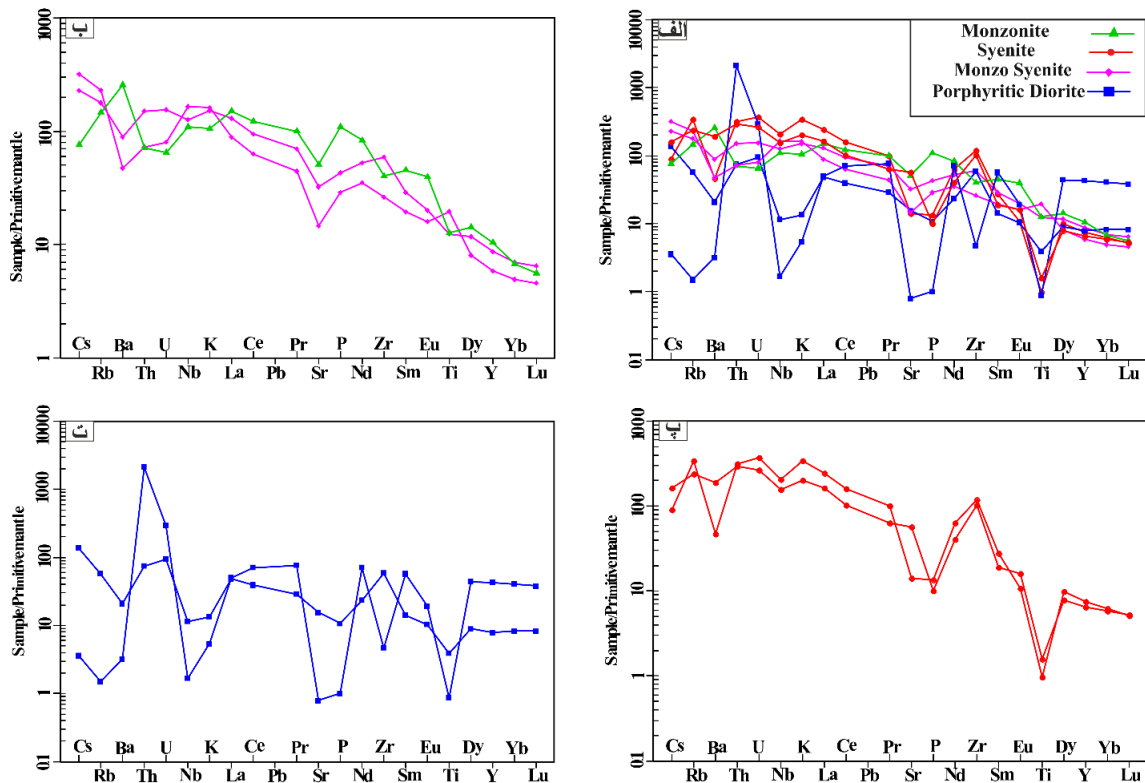 ب
1000
100
10
1
Sample/Primitivemantle
Cs Ba U K Ce Pr P Zr Eu Dy Yb
Rb Th Nb La Pb Sr Nd Sm Ti Y Lu
الف
Monzonite
Syenite
Monzo Syenite
Porphyritic Diorite
10000
1000
100
10
1
0.1
Sample/Primitivemantle
Cs Ba U K Ce Pr P Zr Eu Dy Yb
Rb Th Nb La Pb Sr Nd Sm Ti Y Lu
ت
10000
1000
100
10
1
0.1
Sample/Primitivemantle
Cs Ba U K Ce Pr P Zr Eu Dy Yb
Rb Th Nb La Pb Sr Nd Sm Ti Y Lu
پ
1000
100
10
1
0.1
Sample/Primitivemantle
Cs Ba U K Ce Pr P Zr Eu Dy Yb
Rb Th Nb La Pb Sr Nd Sm Ti Y Lu